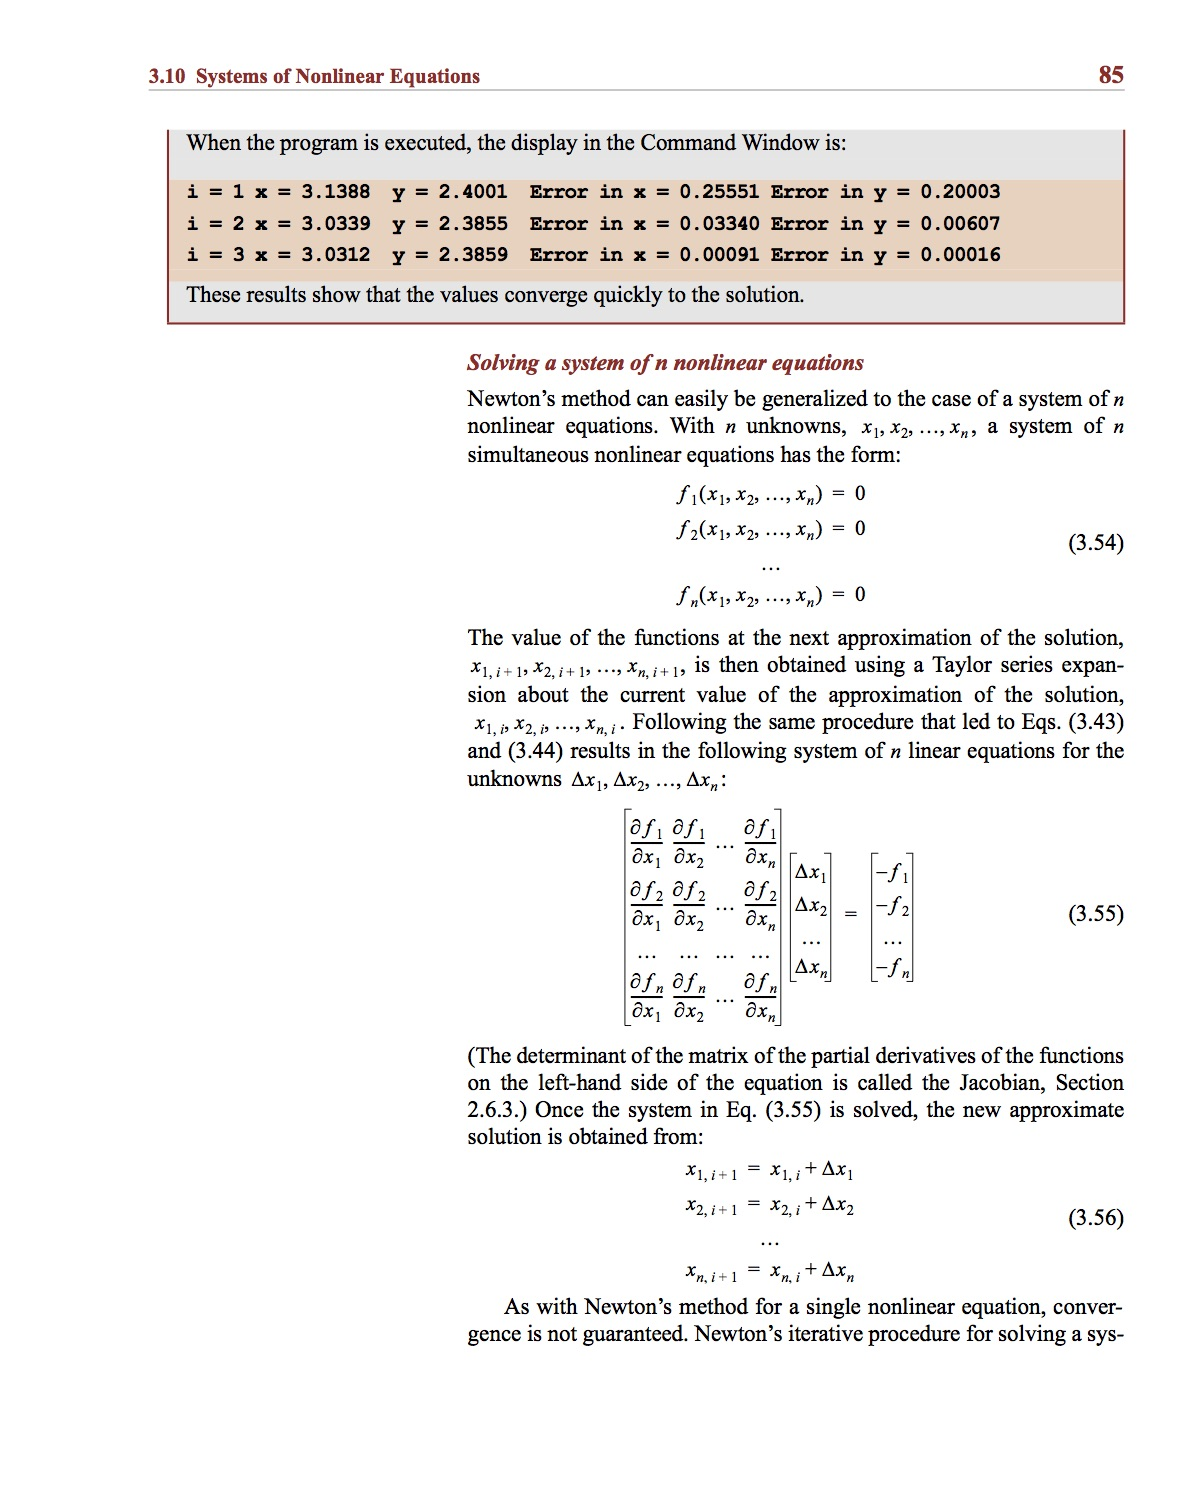 3.10 Systems of Nonlinear Equations 85
When the program is executed, the display in the Command Window is:
i = 1 x = 3.1388 y = 2.4001 Error in x = 0.25551 Error in y = 0.20003
i = 2 x = 3.0339 y = 2.3855 Error in x = 0.03340 Error in y = 0.00607
i = 3 x = 3.0312 y = 2.3859 Error in x = 0.00091 Error in y = 0.00016
These results show that the values converge quickly to the solution.
Solving a system of n nonlinear equations
Newton’s method can easily be generalized to the case of a system of n
nonlinear equations. With n unknowns, x₁, x₂, …, xₙ, a system of n
simultaneous nonlinear equations has the form:
f₁(x₁, x₂, …, xₙ) = 0
f₂(x₁, x₂, …, xₙ) = 0
(3.54)
…
fₙ(x₁, x₂, …, xₙ) = 0
The value of the functions at the next approximation of the solution,
x₁, ᵢ₊₁, x₂, ᵢ₊₁, …, xₙ, ᵢ₊₁, is then obtained using a Taylor series expan-
sion about the current value of the approximation of the solution,
x₁, ᵢ, x₂, ᵢ, …, xₙ, ᵢ. Following the same procedure that led to Eqs. (3.43)
and (3.44) results in the following system of n linear equations for the
unknowns Δx₁, Δx₂, …, Δxₙ:
∂f₁ ∂f₁ … ∂f₁
∂x₁ ∂x₂ ∂xₙ Δx₁ −f₁
∂f₂ ∂f₂ … ∂f₂ Δx₂ = −f₂ (3.55)
∂x₁ ∂x₂ ∂xₙ … …
… … … … Δxₙ −fₙ
∂fₙ ∂fₙ … ∂fₙ
∂x₁ ∂x₂ ∂xₙ
(The determinant of the matrix of the partial derivatives of the functions
on the left-hand side of the equation is called the Jacobian, Section
2.6.3.) Once the system in Eq. (3.55) is solved, the new approximate
solution is obtained from:
x₁, ᵢ₊₁ = x₁, ᵢ + Δx₁
x₂, ᵢ₊₁ = x₂, ᵢ + Δx₂
(3.56)
…
xₙ, ᵢ₊₁ = xₙ, ᵢ + Δxₙ
As with Newton’s method for a single nonlinear equation, conver-
gence is not guaranteed. Newton’s iterative procedure for solving a sys-